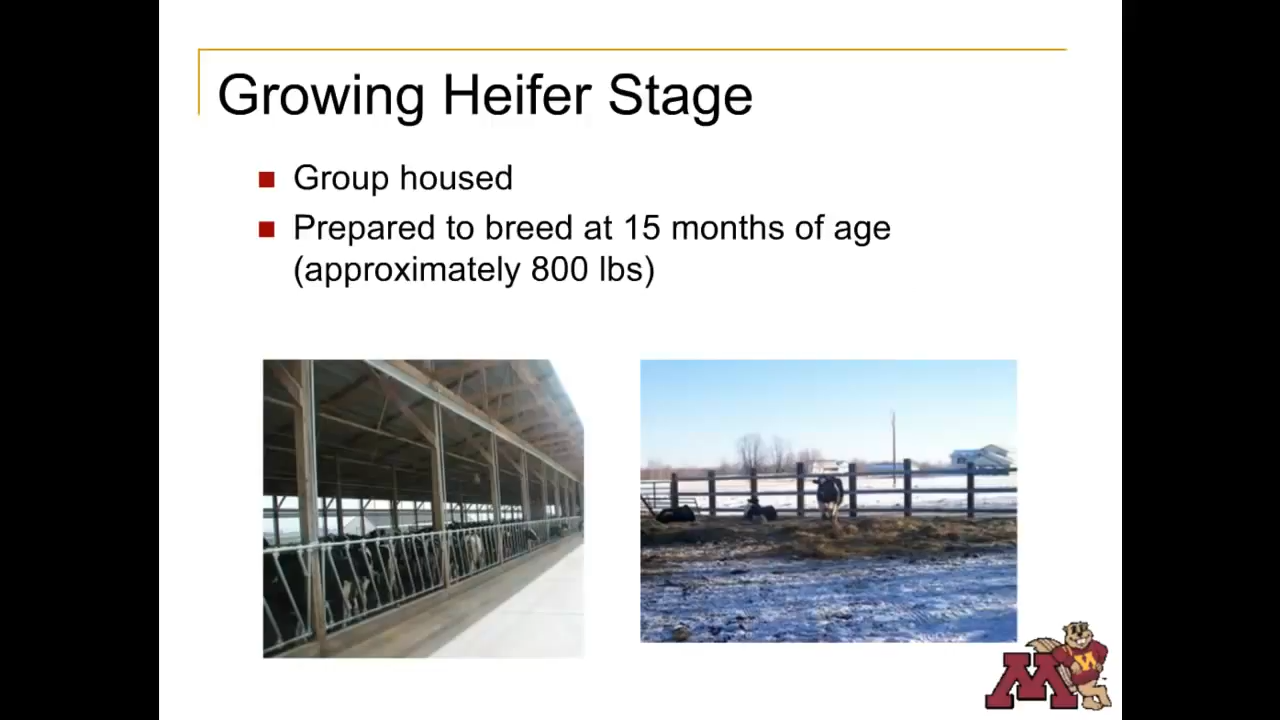 Growing Heifer Stage
Group housed
Prepared to breed at 15 months of age
(approximately 800 lbs)
M